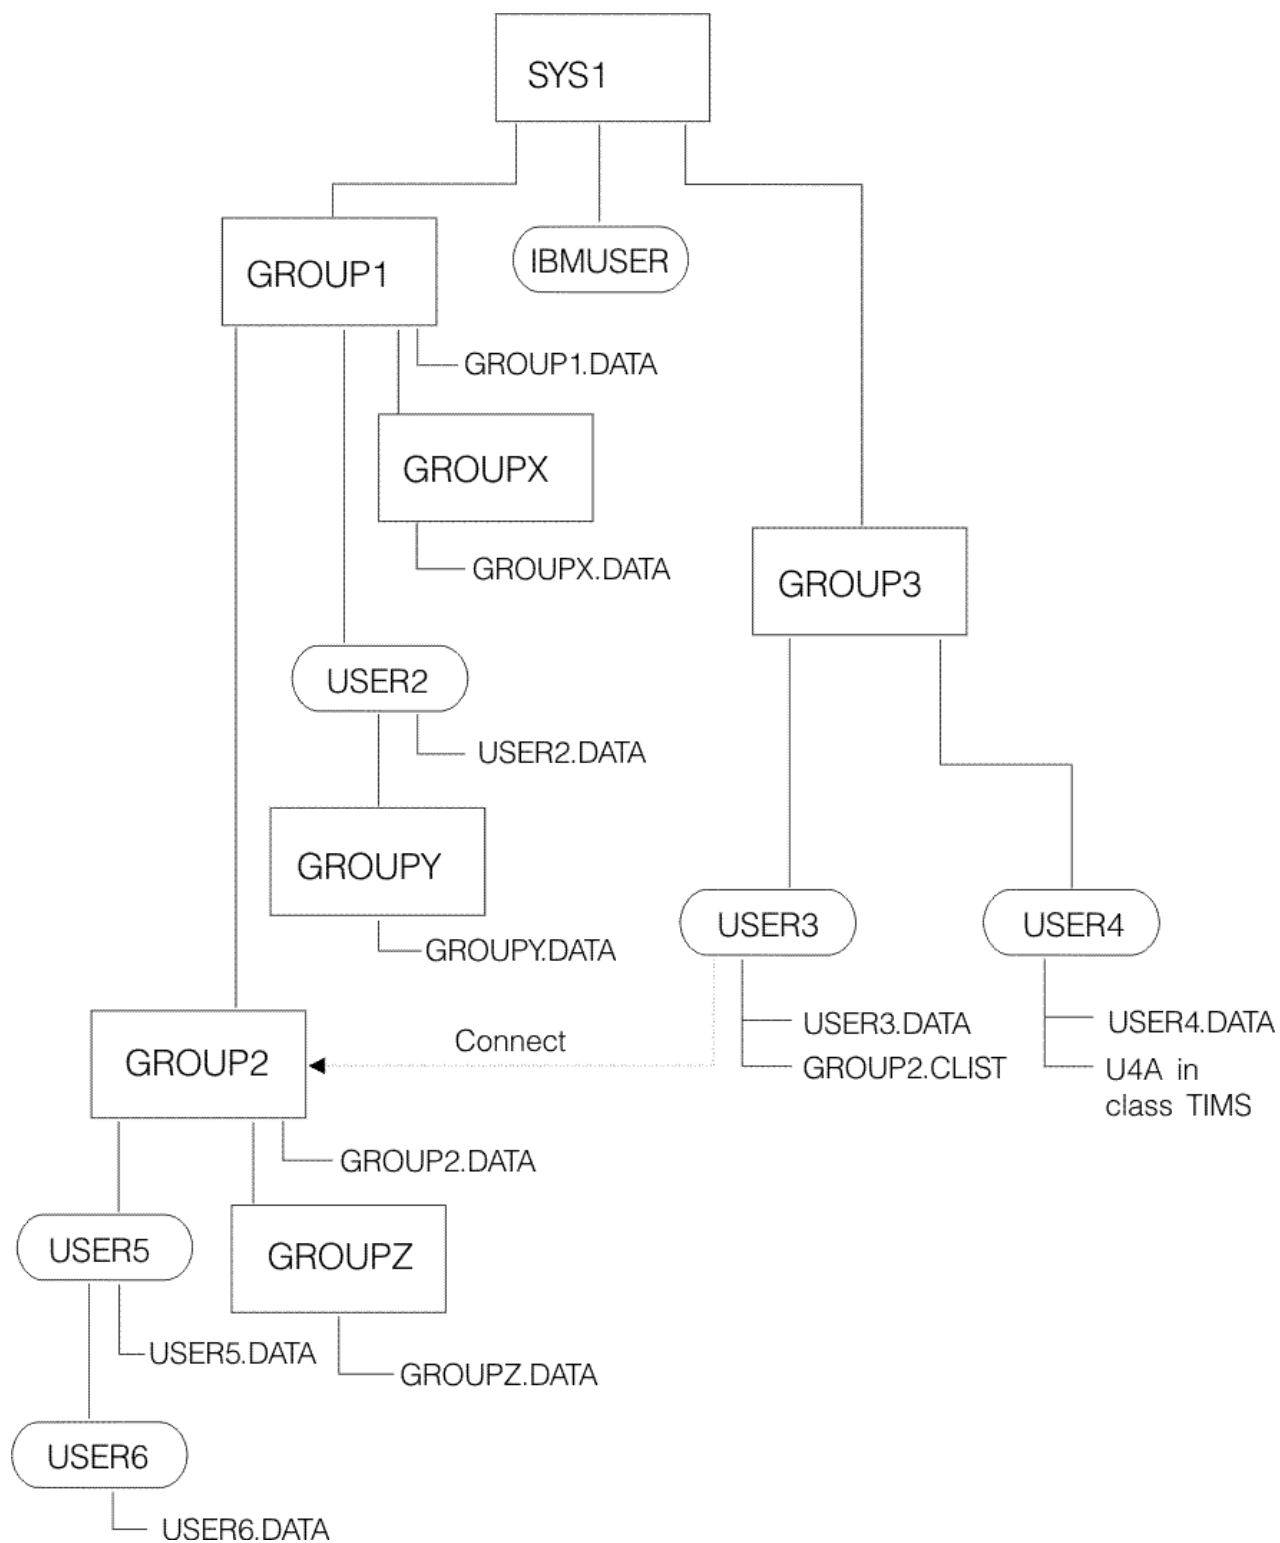 SYS1
GROUP1
IBMUSER
GROUP1.DATA
GROUPX
GROUPX.DATA
GROUP3
USER2
USER2.DATA
GROUPY
GROUPY.DATA
USER3
USER4
USER3.DATA
GROUP2.CLIST
USER4.DATA
U4A in
class TIMS
Connect
GROUP2
GROUP2.DATA
USER5
GROUPZ
USER5.DATA
GROUPZ.DATA
USER6
USER6.DATA